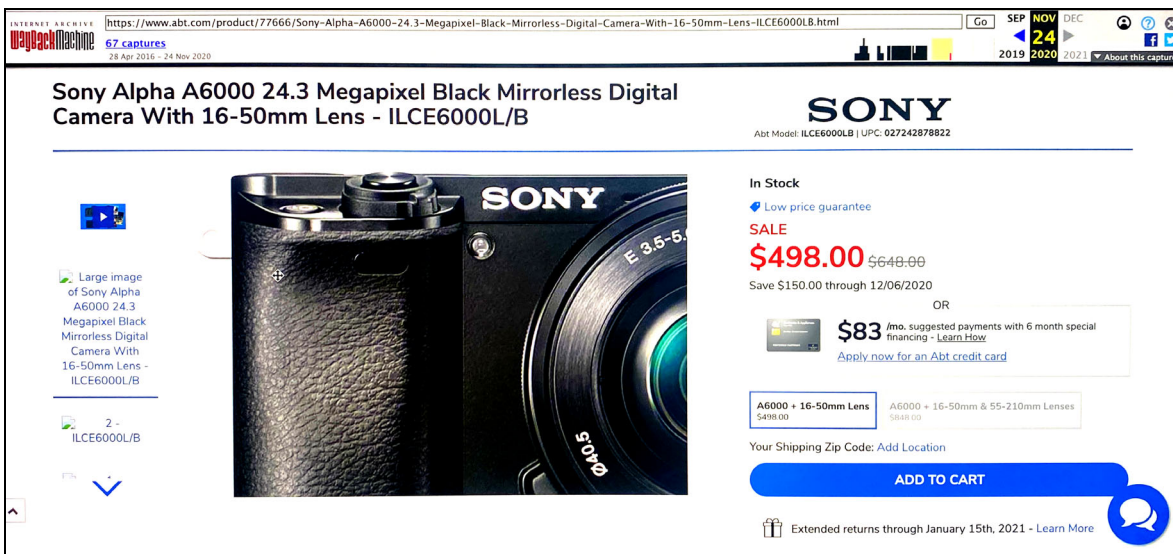 INTERNET ARCHIVE
WayBackMachine
https://www.abt.com/product/77666/Sony-Alpha-A6000-24.3-Megapixel-Black-Mirrorless-Digital-Camera-With-16-50mm-Lens-ILCE6000LB.html
Go
67 captures
28 Apr 2016 - 24 Nov 2020
SEP NOV DEC
24
2019 2020 2021
About this capture
Sony Alpha A6000 24.3 Megapixel Black Mirrorless Digital
Camera With 16-50mm Lens - ILCE6000L/B
SONY
Abt Model: ILCE6000LB | UPC: 027242878822
Large image
of Sony Alpha
A6000 24.3
Megapixel Black
Mirrorless Digital
Camera With
16-50mm Lens -
ILCE6000L/B
2 -
ILCE6000L/B
SONY
E 3.5-5.
Ø40.5
In Stock
Low price guarantee
SALE
$498.00 $648.00
Save $150.00 through 12/06/2020
OR
$83 /mo. suggested payments with 6 month special
financing - Learn How
Apply now for an Abt credit card
A6000 + 16-50mm Lens
$498.00
A6000 + 16-50mm & 55-210mm Lenses
$848.00
Your Shipping Zip Code: Add Location
ADD TO CART
Extended returns through January 15th, 2021 - Learn More